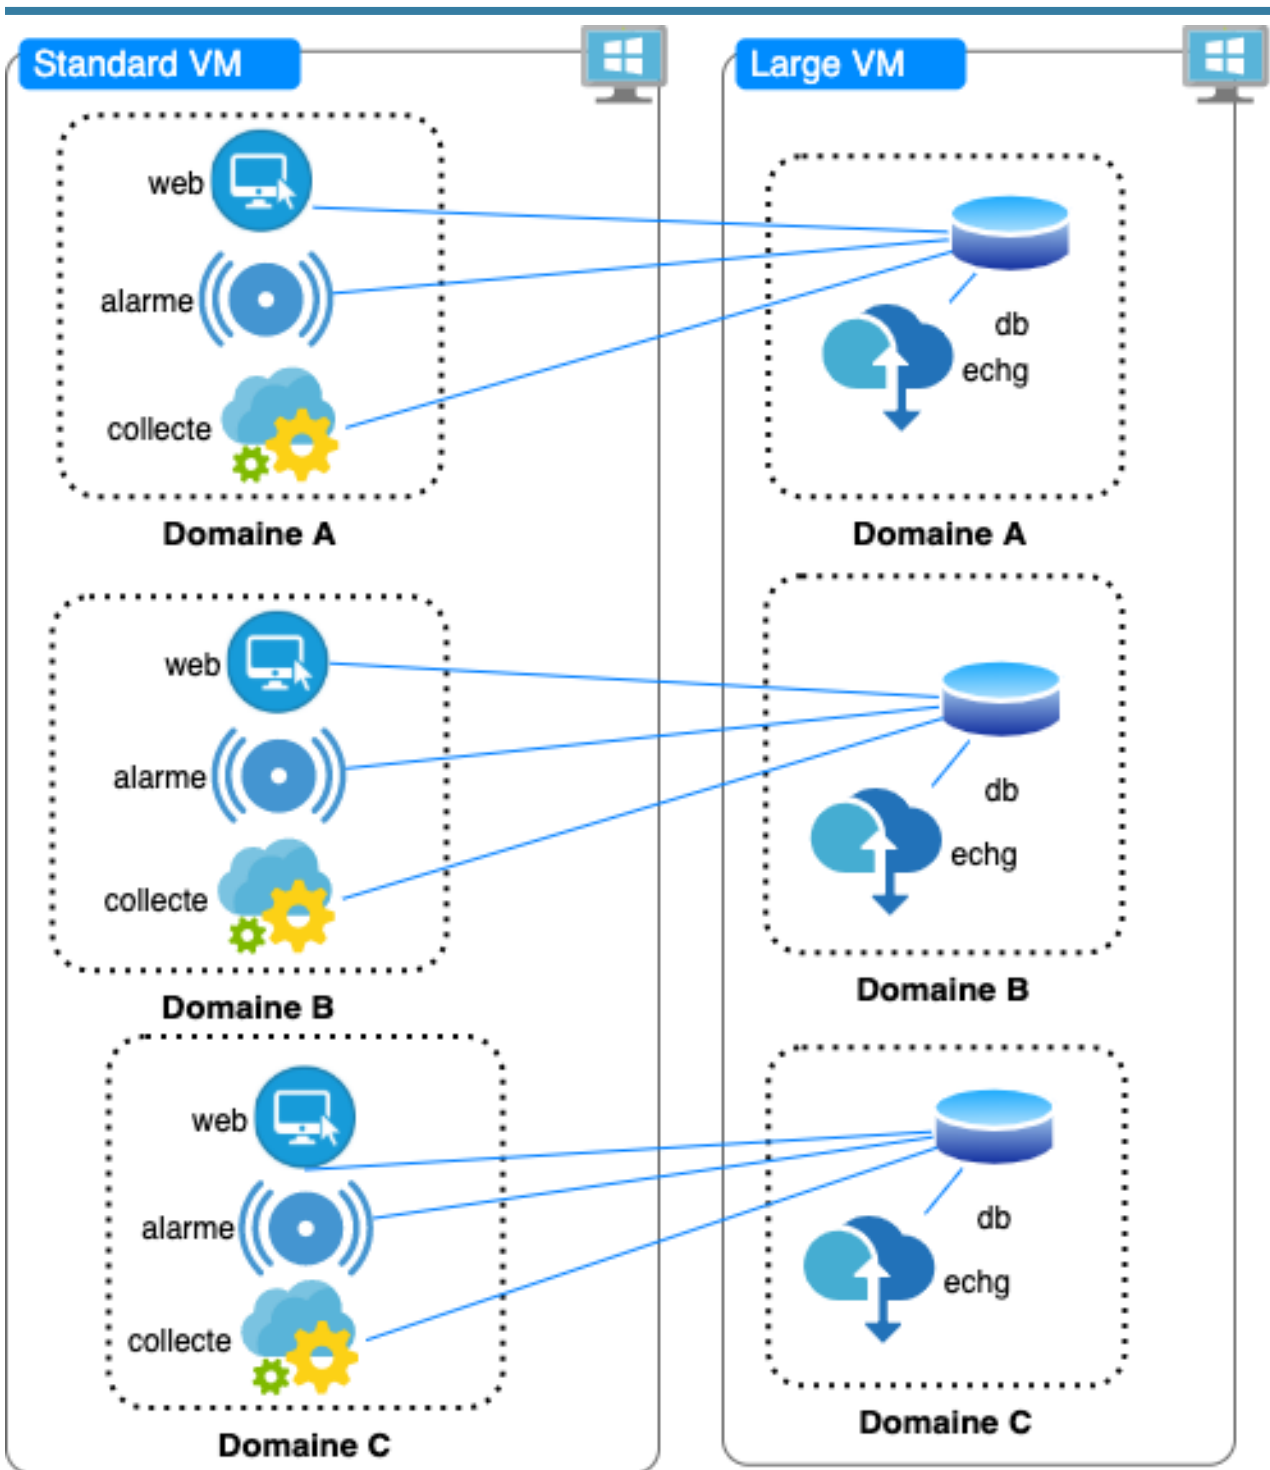 Standard VM
web
alarme
collecte
Domaine A
web
alarme
collecte
Domaine B
web
alarme
collecte
Domaine C
Large VM
db
echg
Domaine A
db
echg
Domaine B
db
echg
Domaine C